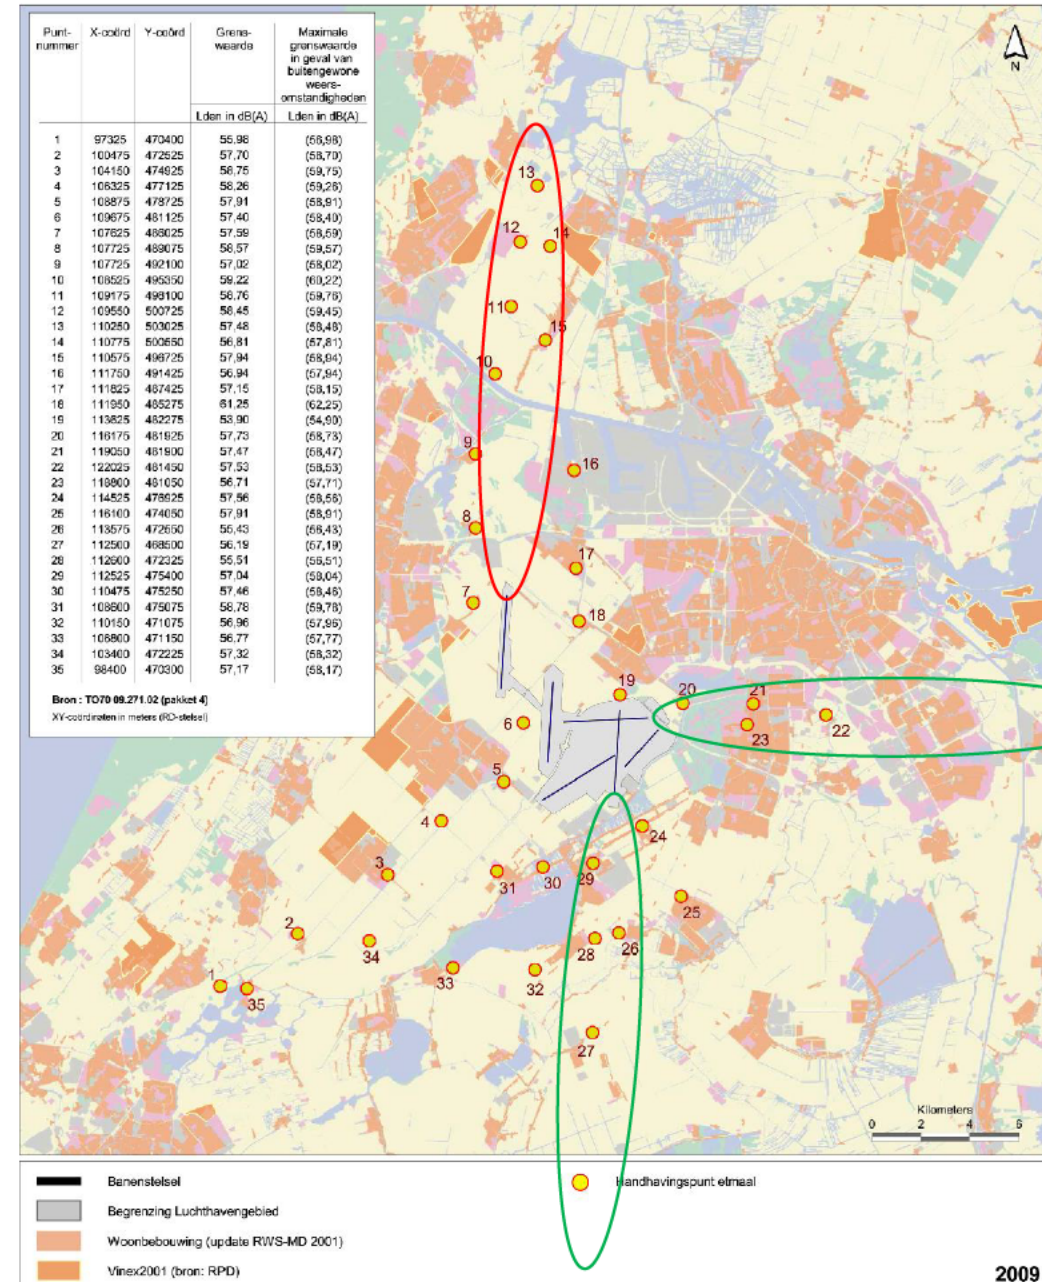 Punt- X-coörd Y-coörd Grens- Maximale
nummer waarde grenswaarde
in geval van
buitengewone
weers-
omstandigheden
Lden in dB(A) Lden in dB(A)
1 97325 470400 55,98 (56,98)
2 100475 472525 57,70 (58,70)
3 104150 474925 58,75 (59,75)
4 106325 477125 58,26 (59,26)
5 108875 478725 57,91 (58,91)
6 109675 481125 57,40 (58,40)
7 107625 486025 57,59 (58,59)
8 107725 489075 58,57 (59,57)
9 107725 492100 57,02 (58,02)
10 108525 495350 59,22 (60,22)
11 109175 498100 58,76 (59,76)
12 109550 500725 58,45 (59,45)
13 110250 503025 57,48 (58,48)
14 110775 500550 56,81 (57,81)
15 110575 496725 57,94 (58,94)
16 111750 491425 56,94 (57,94)
17 111825 487425 57,15 (58,15)
18 111950 485275 61,25 (62,25)
19 113625 482275 53,90 (54,90)
20 116175 481925 57,73 (58,73)
21 119050 481900 57,47 (58,47)
22 122025 481450 57,53 (58,53)
23 118800 481050 56,71 (57,71)
24 114525 476925 57,56 (58,56)
25 116100 474050 57,91 (58,91)
26 113575 472550 55,43 (56,43)
27 112500 468500 56,19 (57,19)
28 112600 472325 55,51 (56,51)
29 112525 475400 57,04 (58,04)
30 110475 475250 57,46 (58,46)
31 108600 475075 58,78 (59,78)
32 110150 471075 56,96 (57,96)
33 106800 471150 56,77 (57,77)
34 103400 472225 57,32 (58,32)
35 98400 470300 57,17 (58,17)
Bron : TO70 09.271.02 (pakket 4)
XY-coördinaten in meters (RD-stelsel)
N
13
12
14
11
15
10
9
16
8
17
7
18
19
20
21
22
23
6
5
4
24
3
29
30
31
25
2
34
28
26
33
32
1
35
27
Kilometers
0 2 4 6
Banenstelsel
Handhavingspunt etmaal
Begrenzing Luchthavengebied
Woonbebouwing (update RWS-MD 2001)
Vinex2001 (bron: RPD)
2009